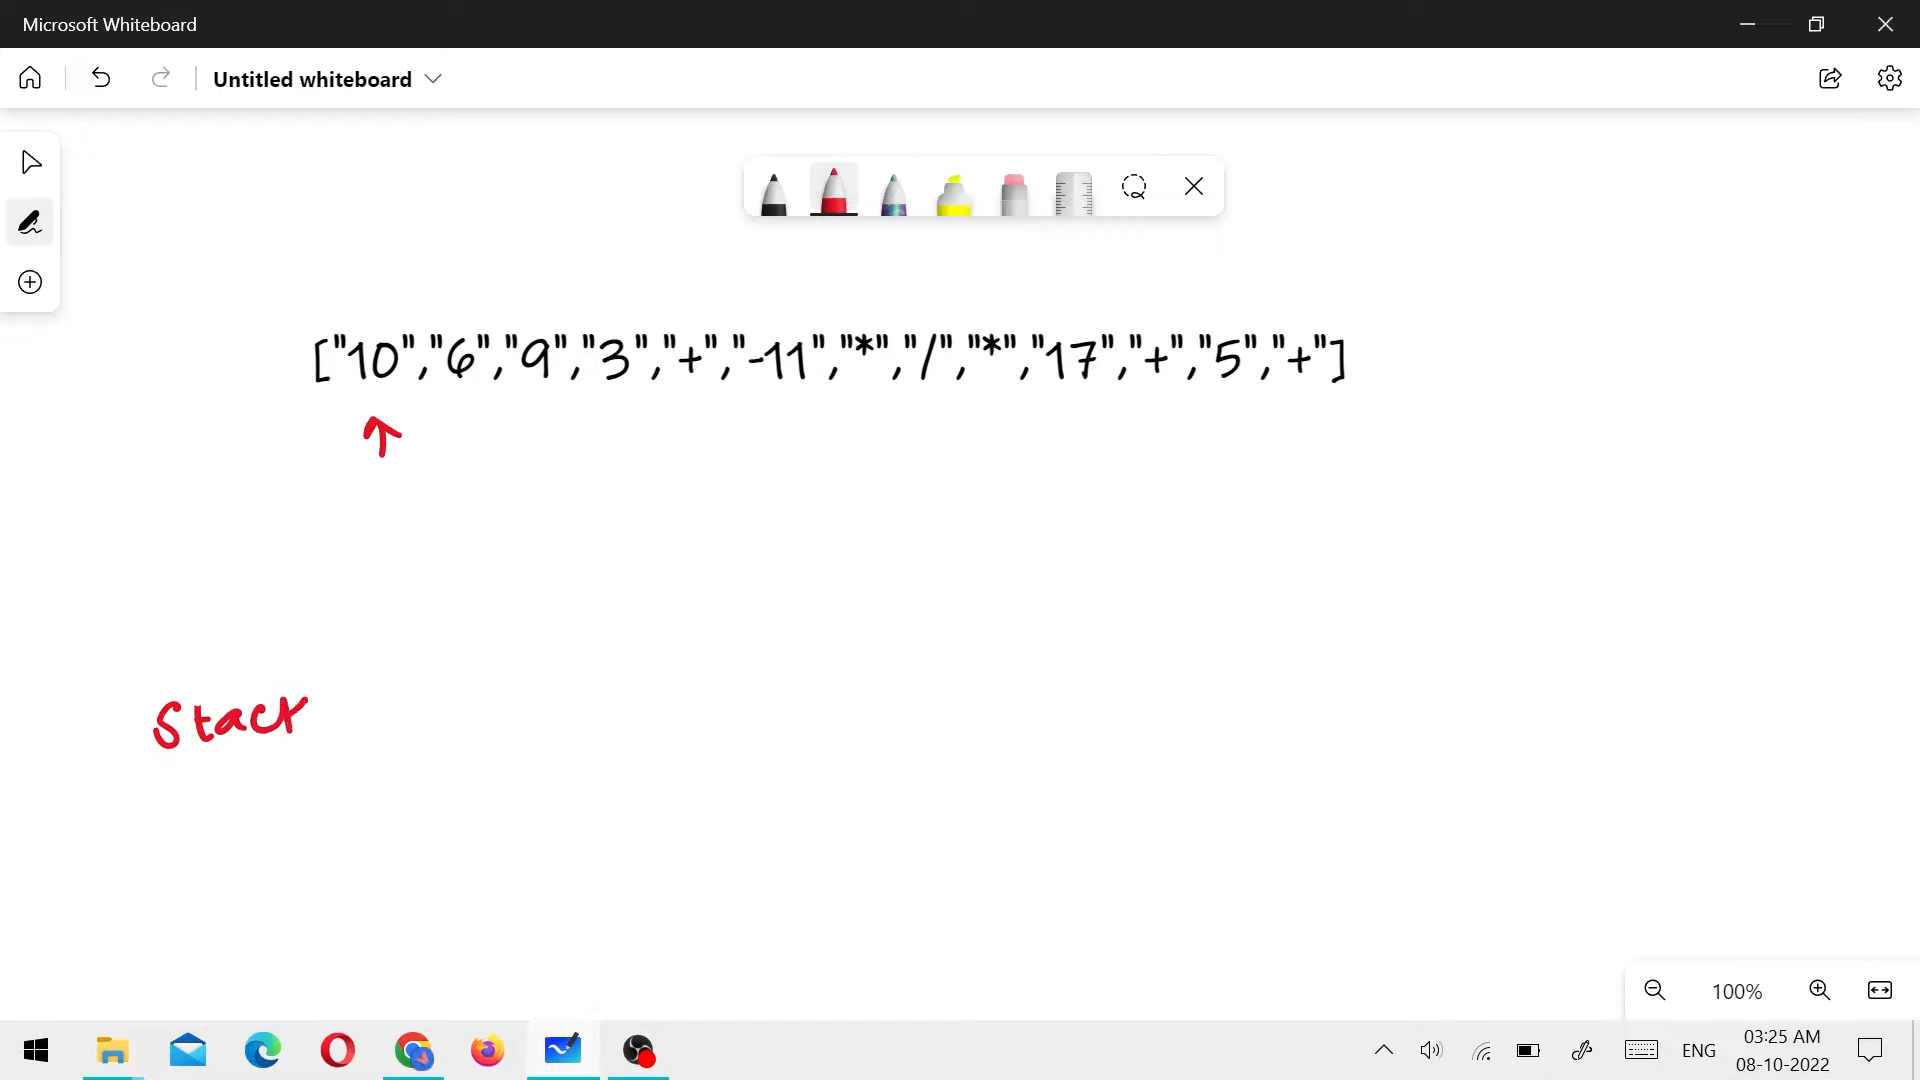 Microsoft Whiteboard
Untitled whiteboard
["10","6","9","3","+","-11","*","/","*","17","+","5","+"]
Stack
100%
ENG
03:25 AM
08-10-2022